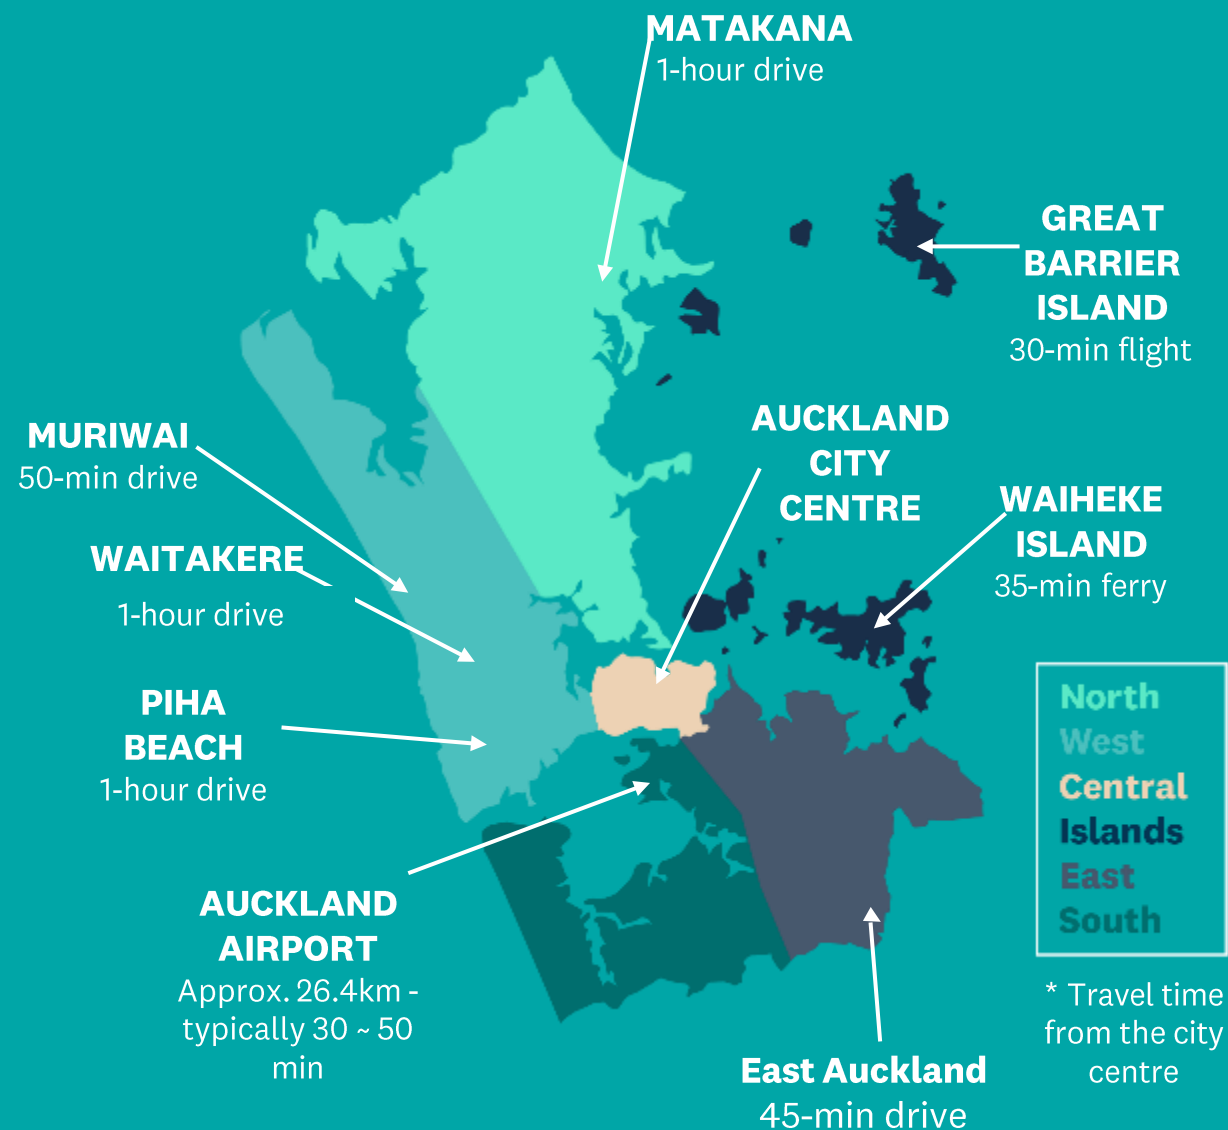 MATAKANA
1-hour drive
GREAT
BARRIER
ISLAND
30-min flight
AUCKLAND
CITY
CENTRE
MURIWAI
50-min drive
WAIHEKE
ISLAND
35-min ferry
WAITAKERE
1-hour drive
PIHA
BEACH
1-hour drive
North
West
Central
Islands
East
South
AUCKLAND
AIRPORT
Approx. 26.4km -
typically 30 ~ 50
min
* Travel time
from the city
centre
East Auckland
45-min drive